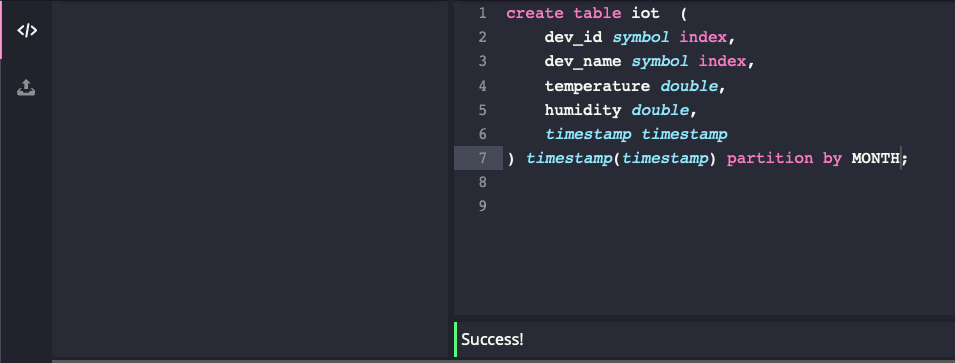 </>
1 create table iot (
2 dev_id symbol index,
3 dev_name symbol index,
4 temperature double,
5 humidity double,
6 timestamp timestamp
7 ) timestamp(timestamp) partition by MONTH;
8
9
Success!